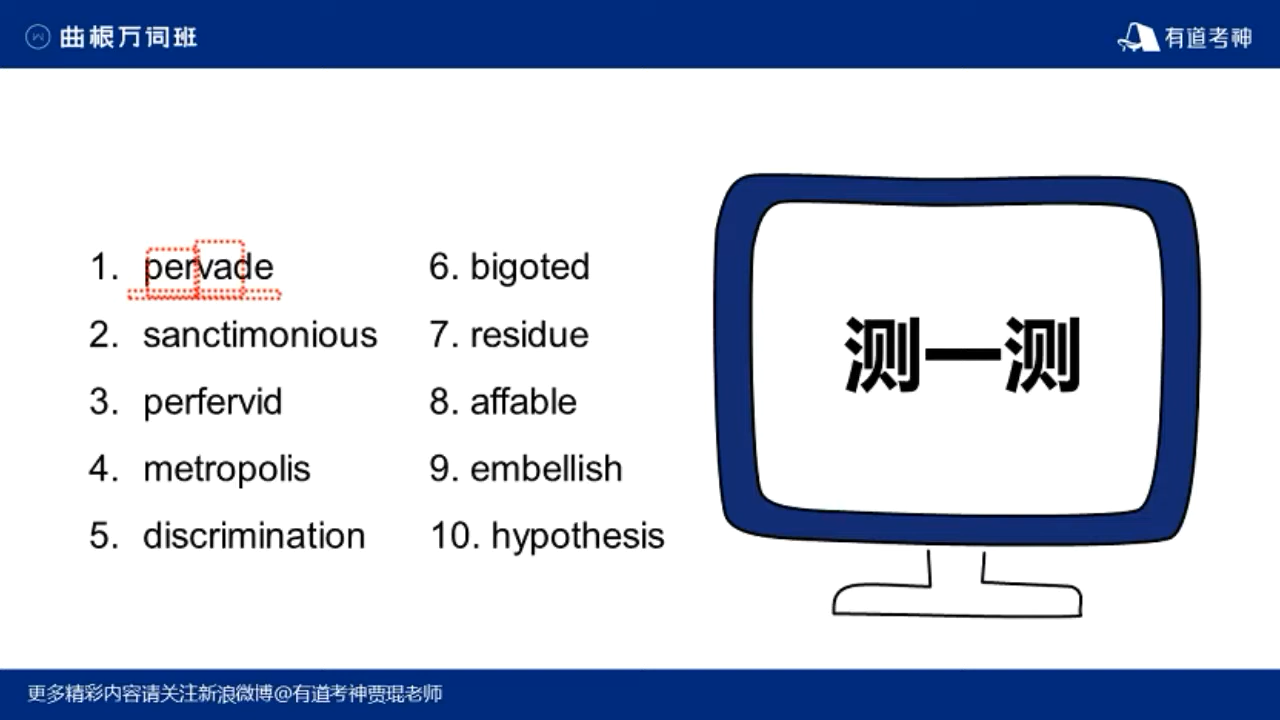 曲根万词班
有道考神
1. pervade
2. sanctimonious
3. perfervid
4. metropolis
5. discrimination
6. bigoted
7. residue
8. affable
9. embellish
10. hypothesis
测一测
更多精彩内容请关注新浪微博@有道考神贾琨老师